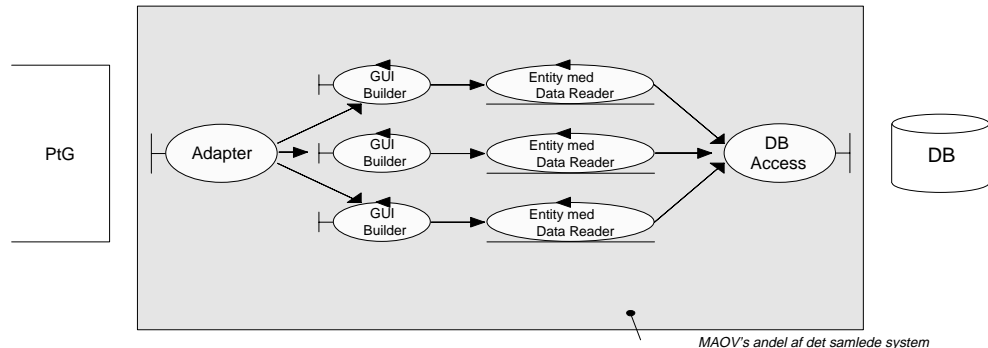 PtG
Adapter
GUI
Builder
Entity med
Data Reader
GUI
Builder
Entity med
Data Reader
GUI
Builder
Entity med
Data Reader
DB
Access
DB
MAOV's andel af det samlede system